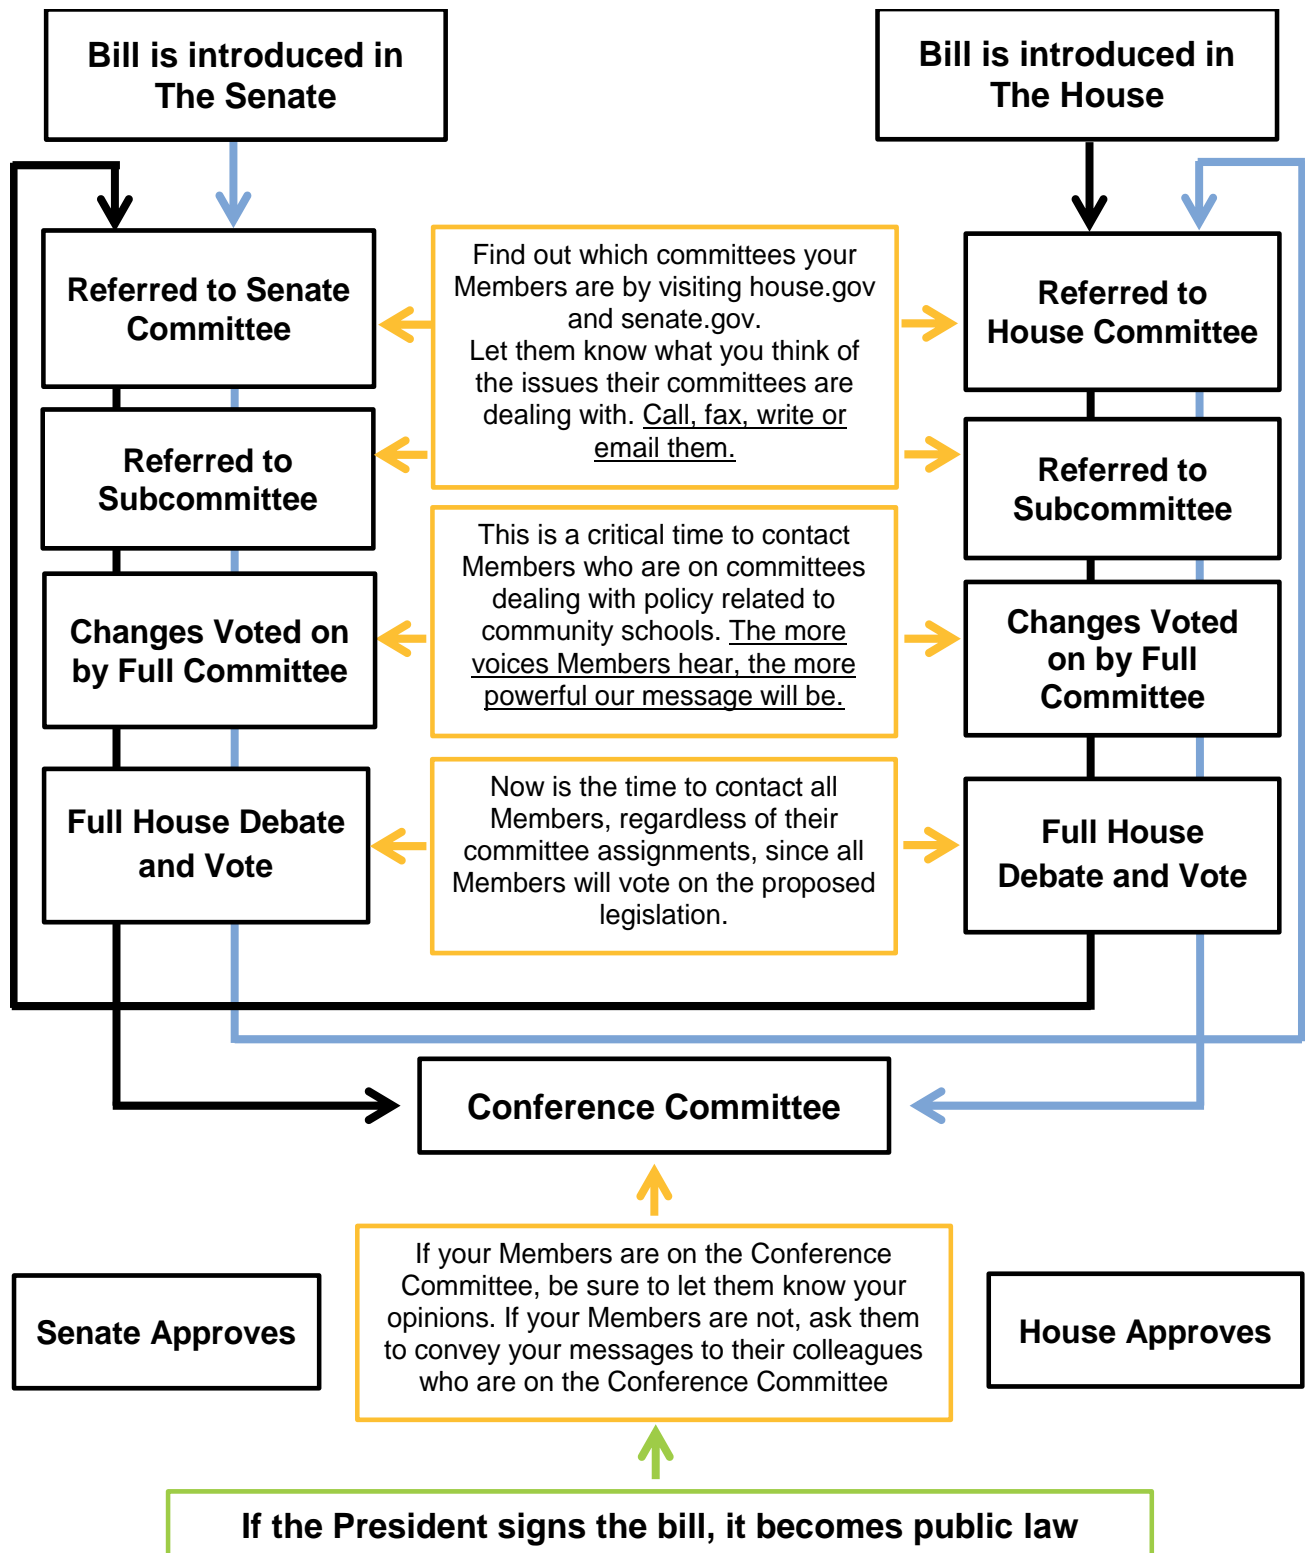 Bill is introduced in
The Senate
Bill is introduced in
The House
Referred to Senate
Committee
Find out which committees your
Members are by visiting house.gov
and senate.gov.
Let them know what you think of
the issues their committees are
dealing with. Call, fax, write or
email them.
Referred to
House Committee
Referred to
Subcommittee
Referred to
Subcommittee
This is a critical time to contact
Members who are on committees
dealing with policy related to
community schools. The more
voices Members hear, the more
powerful our message will be.
Changes Voted on
by Full Committee
Changes Voted
on by Full
Committee
Full House Debate
and Vote
Now is the time to contact all
Members, regardless of their
committee assignments, since all
Members will vote on the proposed
legislation.
Full House
Debate and Vote
Conference Committee
Senate Approves
If your Members are on the Conference
Committee, be sure to let them know your
opinions. If your Members are not, ask them
to convey your messages to their colleagues
who are on the Conference Committee
House Approves
If the President signs the bill, it becomes public law